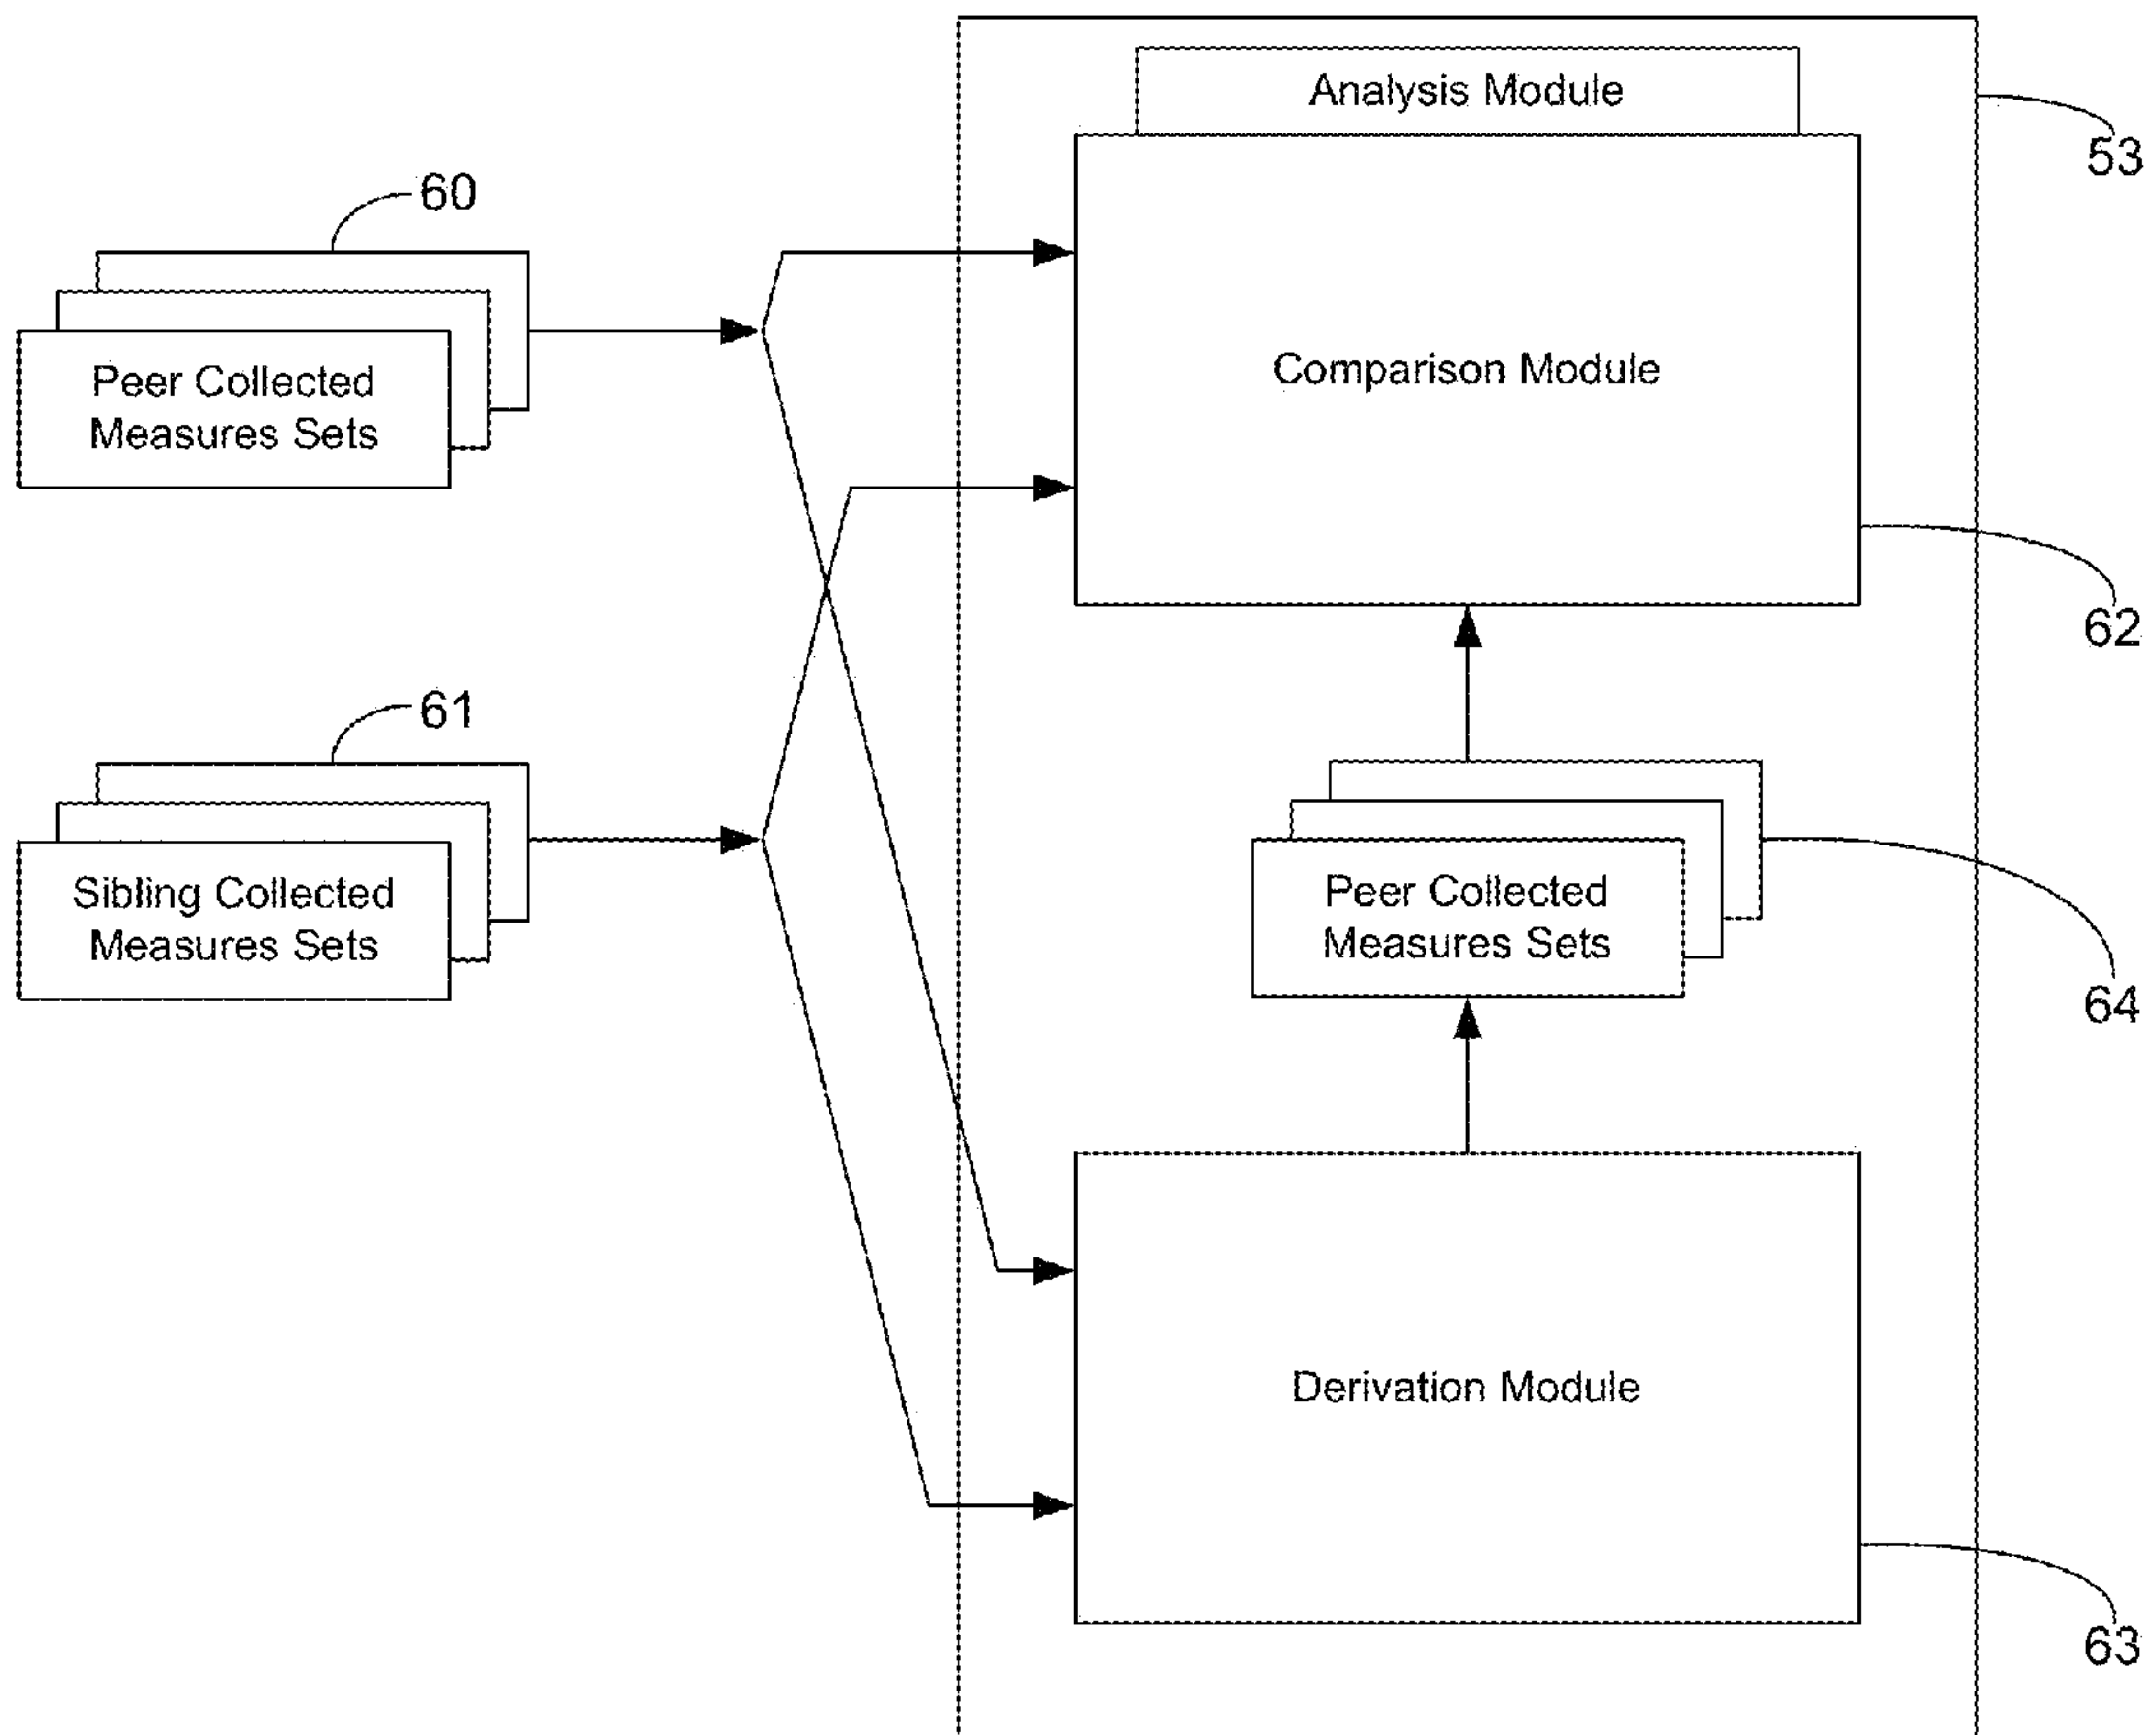 Analysis Module
53
60
Peer Collected
Measures Sets
Comparison Module
62
61
Sibling Collected
Measures Sets
Peer Collected
Measures Sets
64
Derivation Module
63